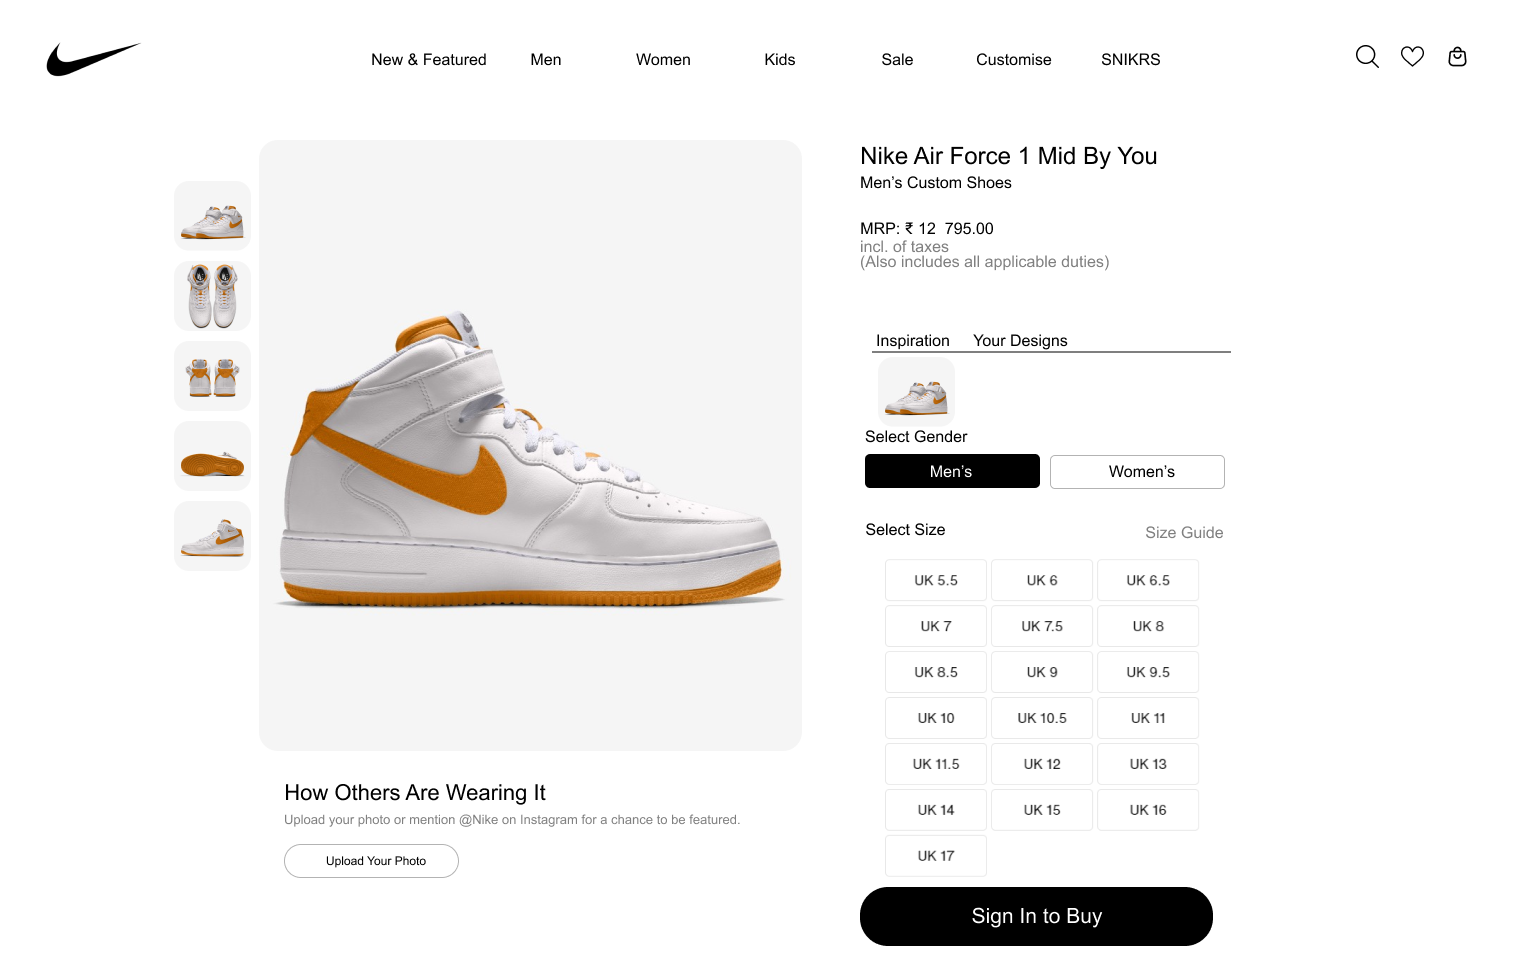 New & Featured Men Women Kids Sale Customise SNIKRS
Nike Air Force 1 Mid By You
Men’s Custom Shoes
MRP: ₹ 12 795.00
incl. of taxes
(Also includes all applicable duties)
Inspiration Your Designs
Select Gender
Men’s Women’s
Select Size Size Guide
UK 5.5 UK 6 UK 6.5
UK 7 UK 7.5 UK 8
UK 8.5 UK 9 UK 9.5
UK 10 UK 10.5 UK 11
UK 11.5 UK 12 UK 13
UK 14 UK 15 UK 16
UK 17
Sign In to Buy
How Others Are Wearing It
Upload your photo or mention @Nike on Instagram for a chance to be featured.
Upload Your Photo